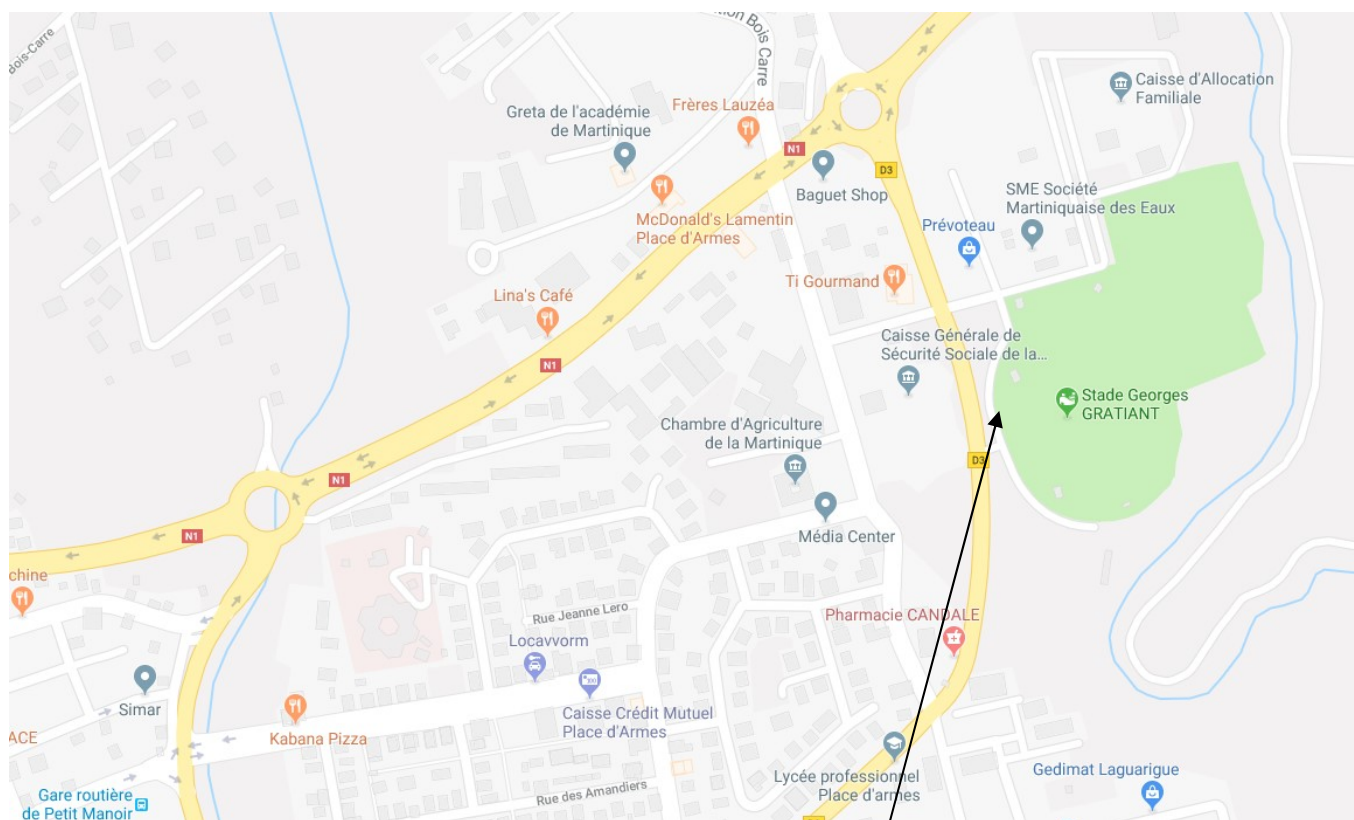 Bois-Carre
tion Bois Carre
Caisse d'Allocation
Familiale
Frères Lauzéa
Greta de l'académie
de Martinique
N1
D3
Baguet Shop
SME Société
Martiniquaise des Eaux
McDonald's Lamentin
Place d'Armes
Prévoteau
Ti Gourmand
Lina's Café
N1
Caisse Générale de
Sécurité Sociale de la...
Stade Georges
GRATIANT
Chambre d'Agriculture
de la Martinique
D3
N1
N1
Média Center
chine
Rue Jeanne Lero
Pharmacie CANDALE
Locavvorm
Simar
Caisse Crédit Mutuel
Place d'Armes
ACE
Kabana Pizza
Lycée professionnel
Place d'armes
Gedimat Laguarigue
Rue des Amandiers
Gare routière
de Petit Manoir